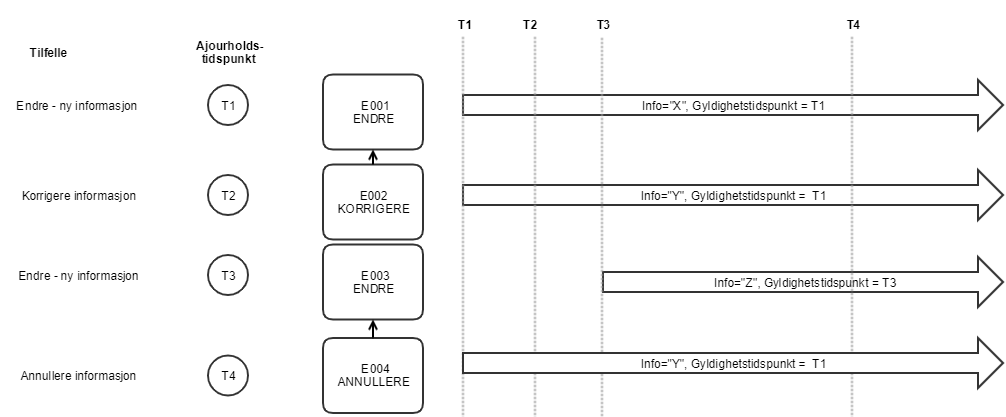 T1 T2 T3 T4
Tilfelle
Ajourholds-
tidspunkt
Endre - ny informasjon
T1
E001
ENDRE
Info="X", Gyldighetstidspunkt = T1
Korrigere informasjon
T2
E002
KORRIGERE
Info="Y", Gyldighetstidspunkt = T1
Endre - ny informasjon
T3
E003
ENDRE
Info="Z", Gyldighetstidspunkt = T3
Annullere informasjon
T4
E004
ANNULLERE
Info="Y", Gyldighetstidspunkt = T1